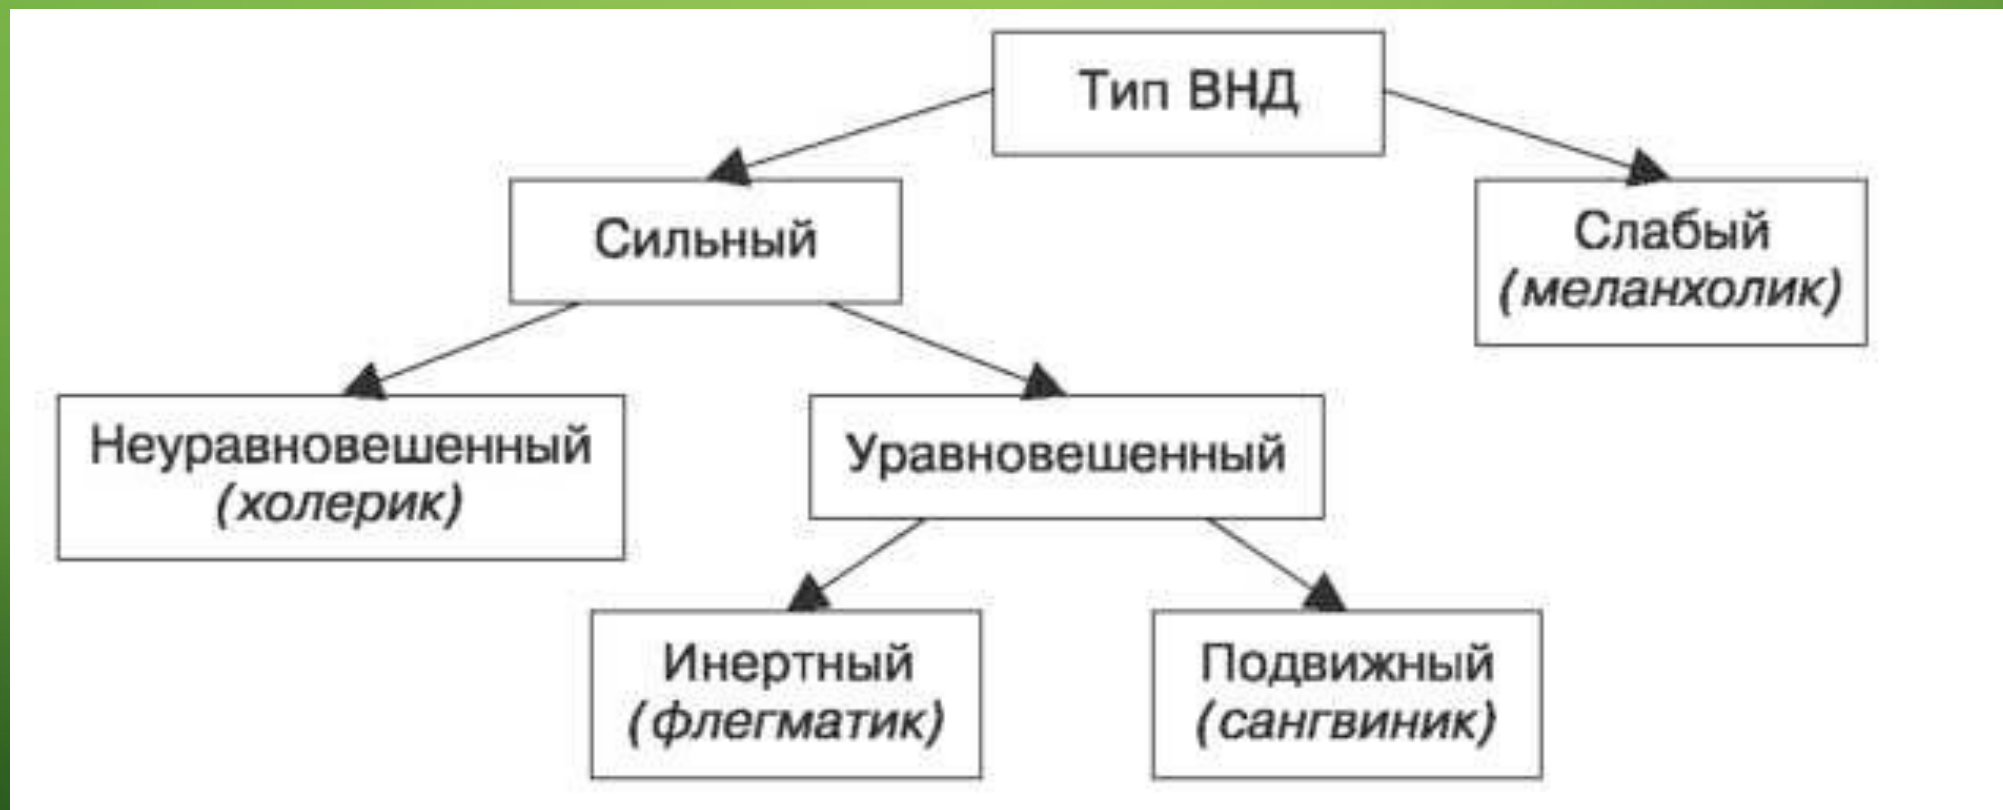 Тип ВНД
Сильный
Слабый
(меланхолик)
Неуравновешенный
(холерик)
Уравновешенный
Инертный
(флегматик)
Подвижный
(сангвиник)